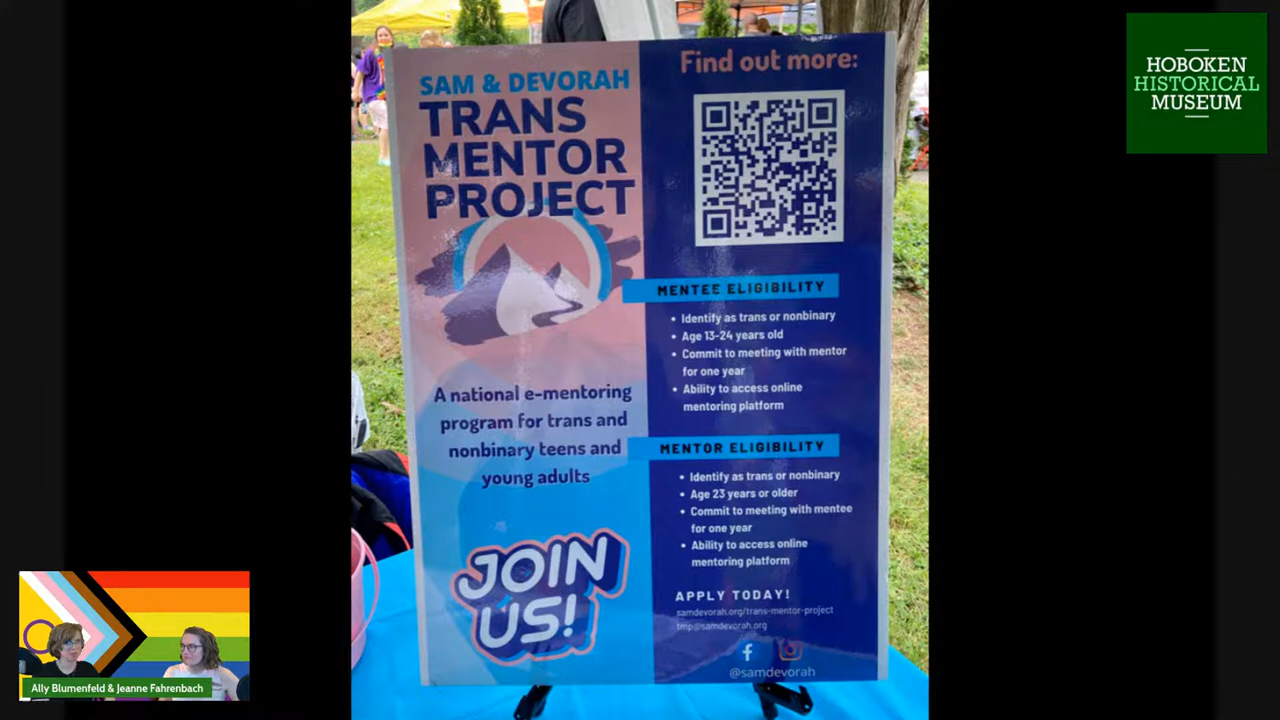 SAM & DEVORAH
TRANS
MENTOR
PROJECT
A national e-mentoring
program for trans and
nonbinary teens and
young adults
JOIN
US!
Find out more:
MENTEE ELIGIBILITY
• Identify as trans or nonbinary
• Age 13-24 years old
• Commit to meeting with mentor
for one year
• Ability to access online
mentoring platform
MENTOR ELIGIBILITY
• Identify as trans or nonbinary
• Age 23 years or older
• Commit to meeting with mentee
for one year
• Ability to access online
mentoring platform
APPLY TODAY!
samdevorah.org/trans-mentor-project
tmp@samdevorah.org
@samdevorah
HOBOKEN
HISTORICAL
MUSEUM
Ally Blumenfeld & Jeanne Fahrenbach